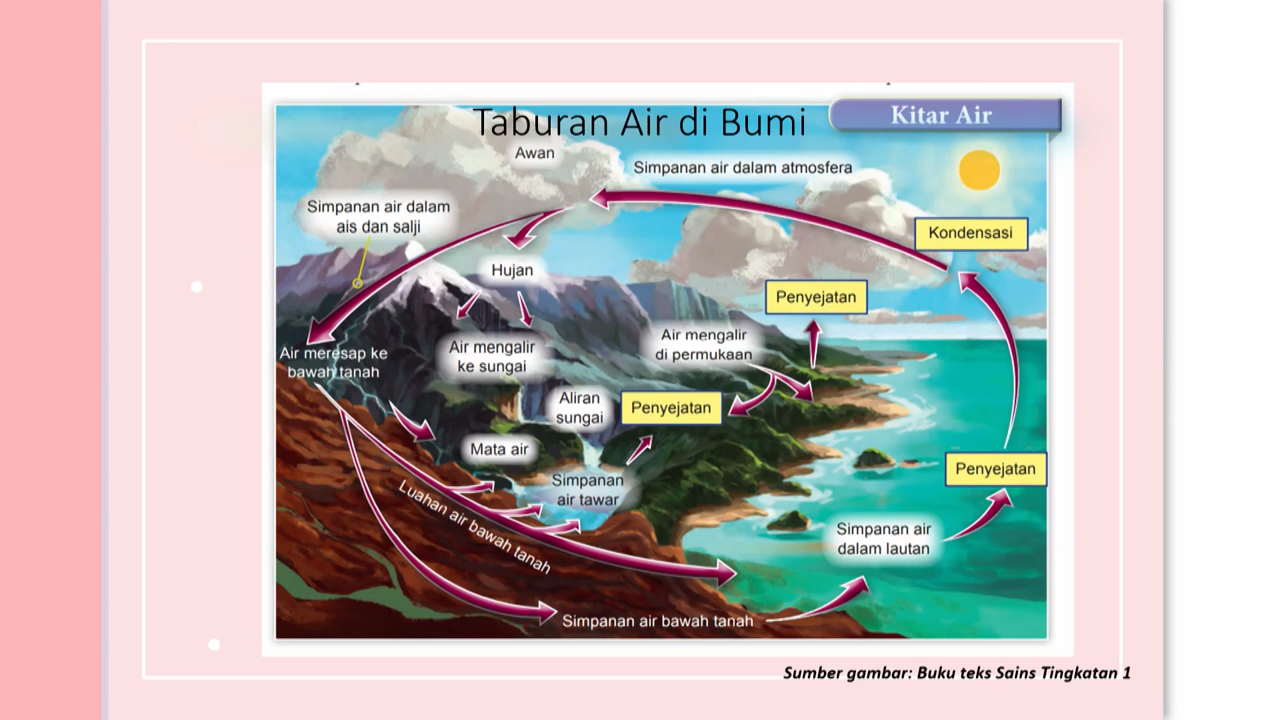 Taburan Air di Bumi
Kitar Air
Awan
Simpanan air dalam atmosfera
Simpanan air dalam
ais dan salji
Kondensasi
Hujan
Penyejatan
Air mengalir
di permukaan
Air meresap ke
bawah tanah
Air mengalir
ke sungai
Aliran
sungai
Penyejatan
Mata air
Penyejatan
Simpanan
air tawar
Luahan air bawah tanah
Simpanan air
dalam lautan
Simpanan air bawah tanah
Sumber gambar: Buku teks Sains Tingkatan 1